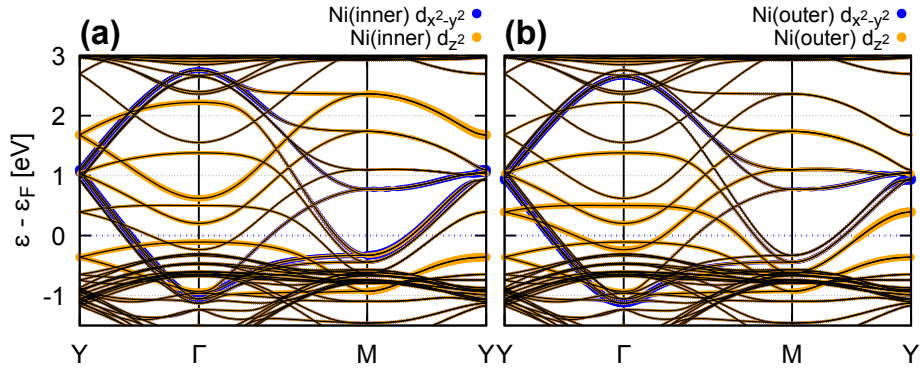 (a)
Ni(inner) dx²-y²
Ni(inner) dz²
(b)
Ni(outer) dx²-y²
Ni(outer) dz²
ε - εF [eV]
3
2
1
0
-1
Y Γ M Y
Y Γ M Y